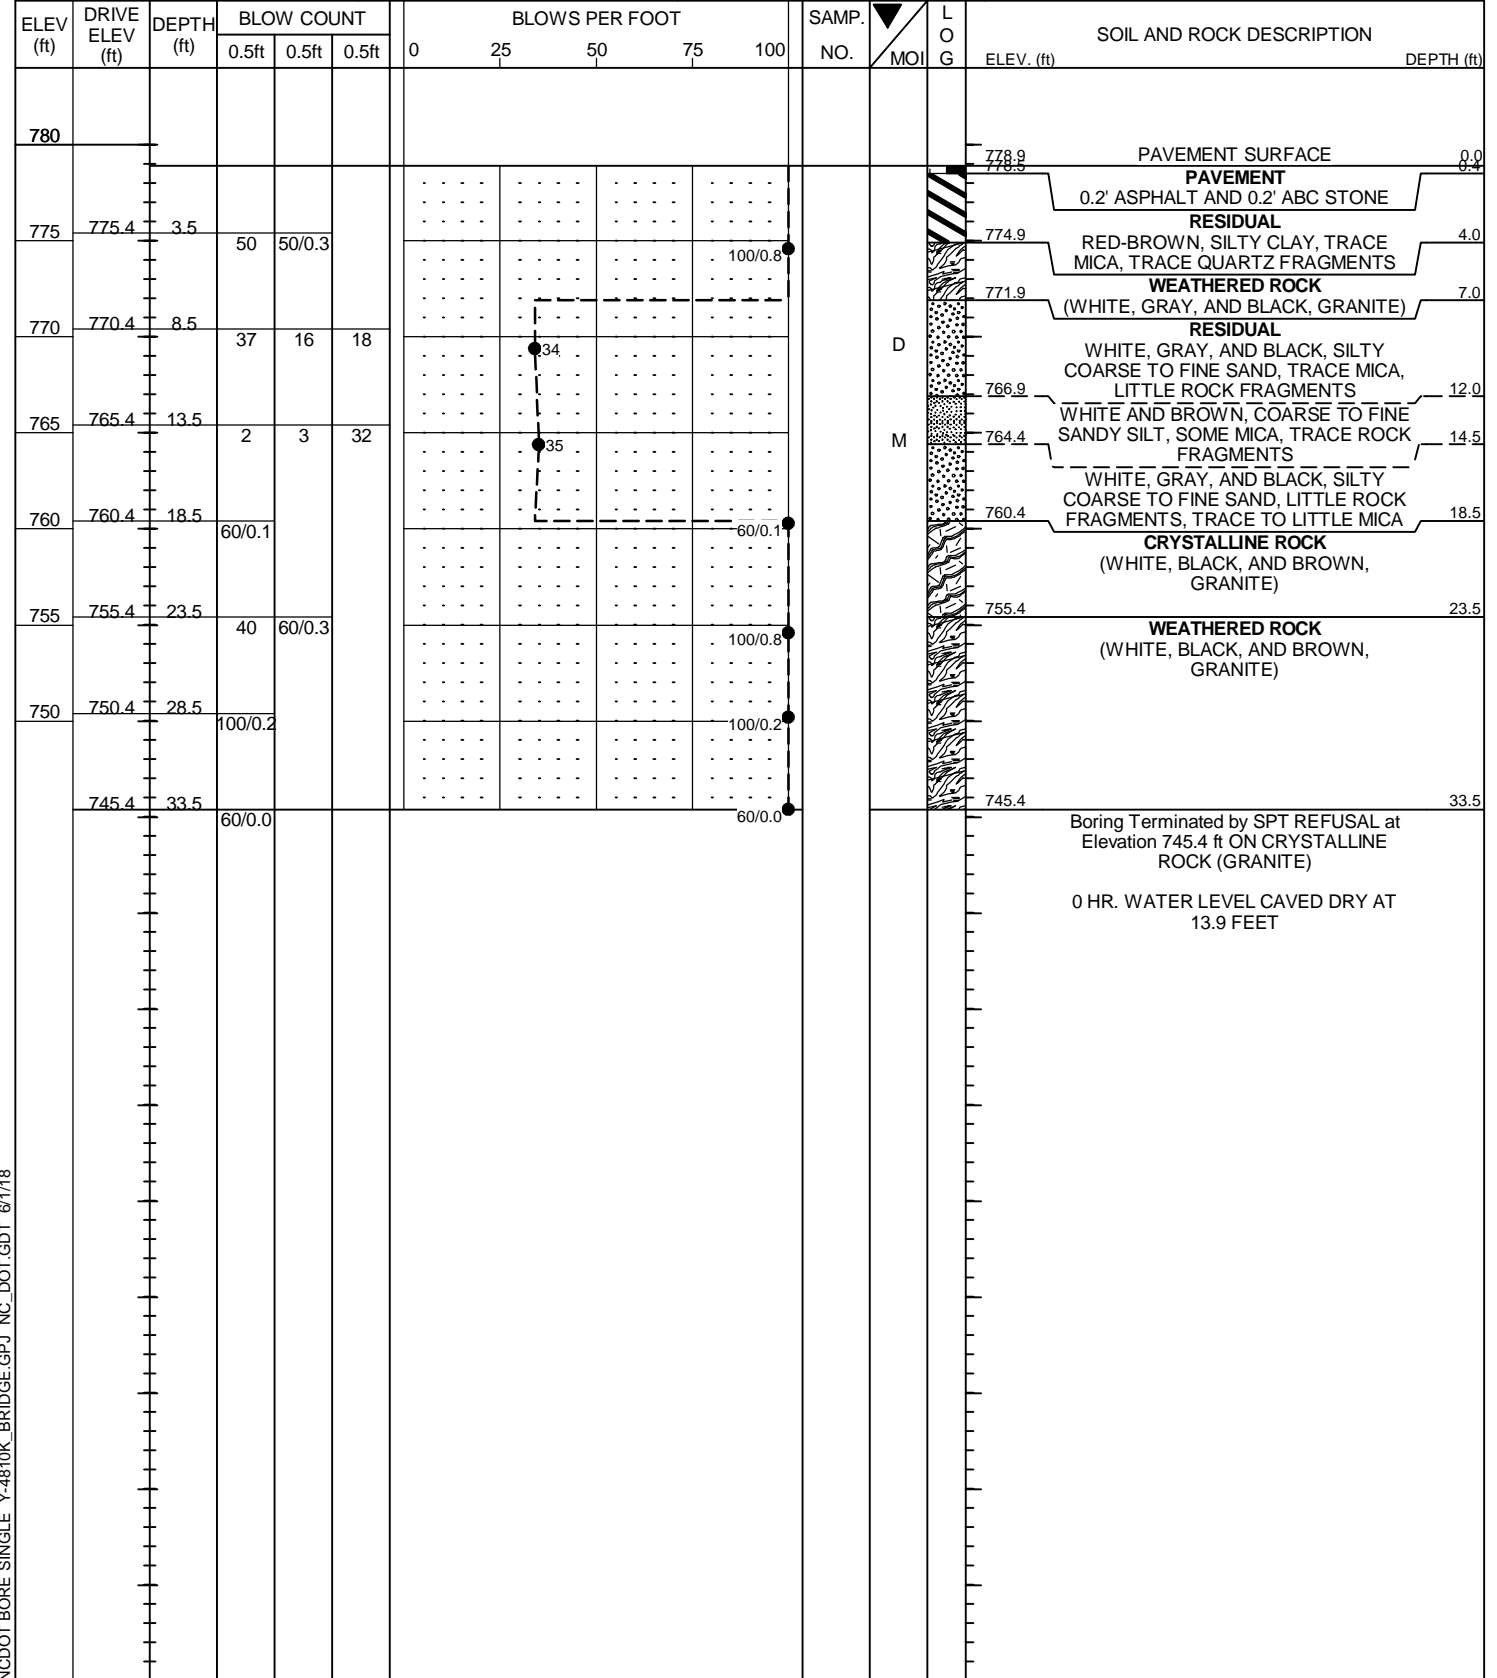 ELEV (ft)
DRIVE ELEV (ft)
DEPTH (ft)
BLOW COUNT
0.5ft 0.5ft 0.5ft
BLOWS PER FOOT
0 25 50 75 100
SAMP. NO.
MOI
L O G
SOIL AND ROCK DESCRIPTION
ELEV. (ft) DEPTH (ft)
780
778.9 PAVEMENT SURFACE 0.0
778.5 PAVEMENT 0.4
0.2' ASPHALT AND 0.2' ABC STONE
RESIDUAL
775 775.4 3.5
50 50/0.3
100/0.8
774.9 RED-BROWN, SILTY CLAY, TRACE 4.0
MICA, TRACE QUARTZ FRAGMENTS
WEATHERED ROCK
771.9 (WHITE, GRAY, AND BLACK, GRANITE) 7.0
RESIDUAL
770 770.4 8.5
37 16 18
34
D
WHITE, GRAY, AND BLACK, SILTY
COARSE TO FINE SAND, TRACE MICA,
766.9 LITTLE ROCK FRAGMENTS 12.0
765 765.4 13.5
2 3 32
35
M
WHITE AND BROWN, COARSE TO FINE
764.4 SANDY SILT, SOME MICA, TRACE ROCK 14.5
FRAGMENTS
WHITE, GRAY, AND BLACK, SILTY
COARSE TO FINE SAND, LITTLE ROCK
760.4 FRAGMENTS, TRACE TO LITTLE MICA 18.5
760 760.4 18.5
60/0.1
60/0.1
CRYSTALLINE ROCK
(WHITE, BLACK, AND BROWN,
GRANITE)
755 755.4 23.5
40 60/0.3
100/0.8
755.4 23.5
WEATHERED ROCK
(WHITE, BLACK, AND BROWN,
GRANITE)
750 750.4 28.5
100/0.2
100/0.2
745.4 33.5
60/0.0
60/0.0
745.4 33.5
Boring Terminated by SPT REFUSAL at
Elevation 745.4 ft ON CRYSTALLINE
ROCK (GRANITE)
0 HR. WATER LEVEL CAVED DRY AT
13.9 FEET
NCDOT BORE SINGLE Y-4810K_BRIDGE.GPJ NC_DOT.GDT 6/1/18